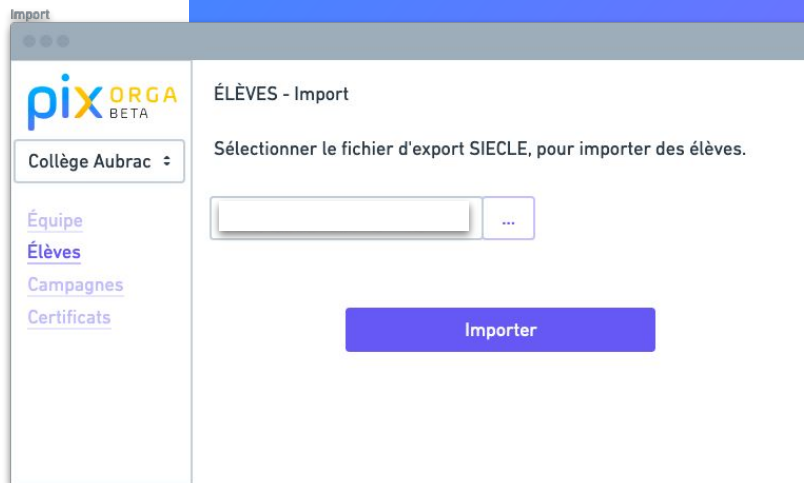 Import
pix ORGA
BETA
ÉLÈVES - Import
Collège Aubrac
Sélectionner le fichier d'export SIECLE, pour importer des élèves.
...
Équipe
Élèves
Campagnes
Certificats
Importer